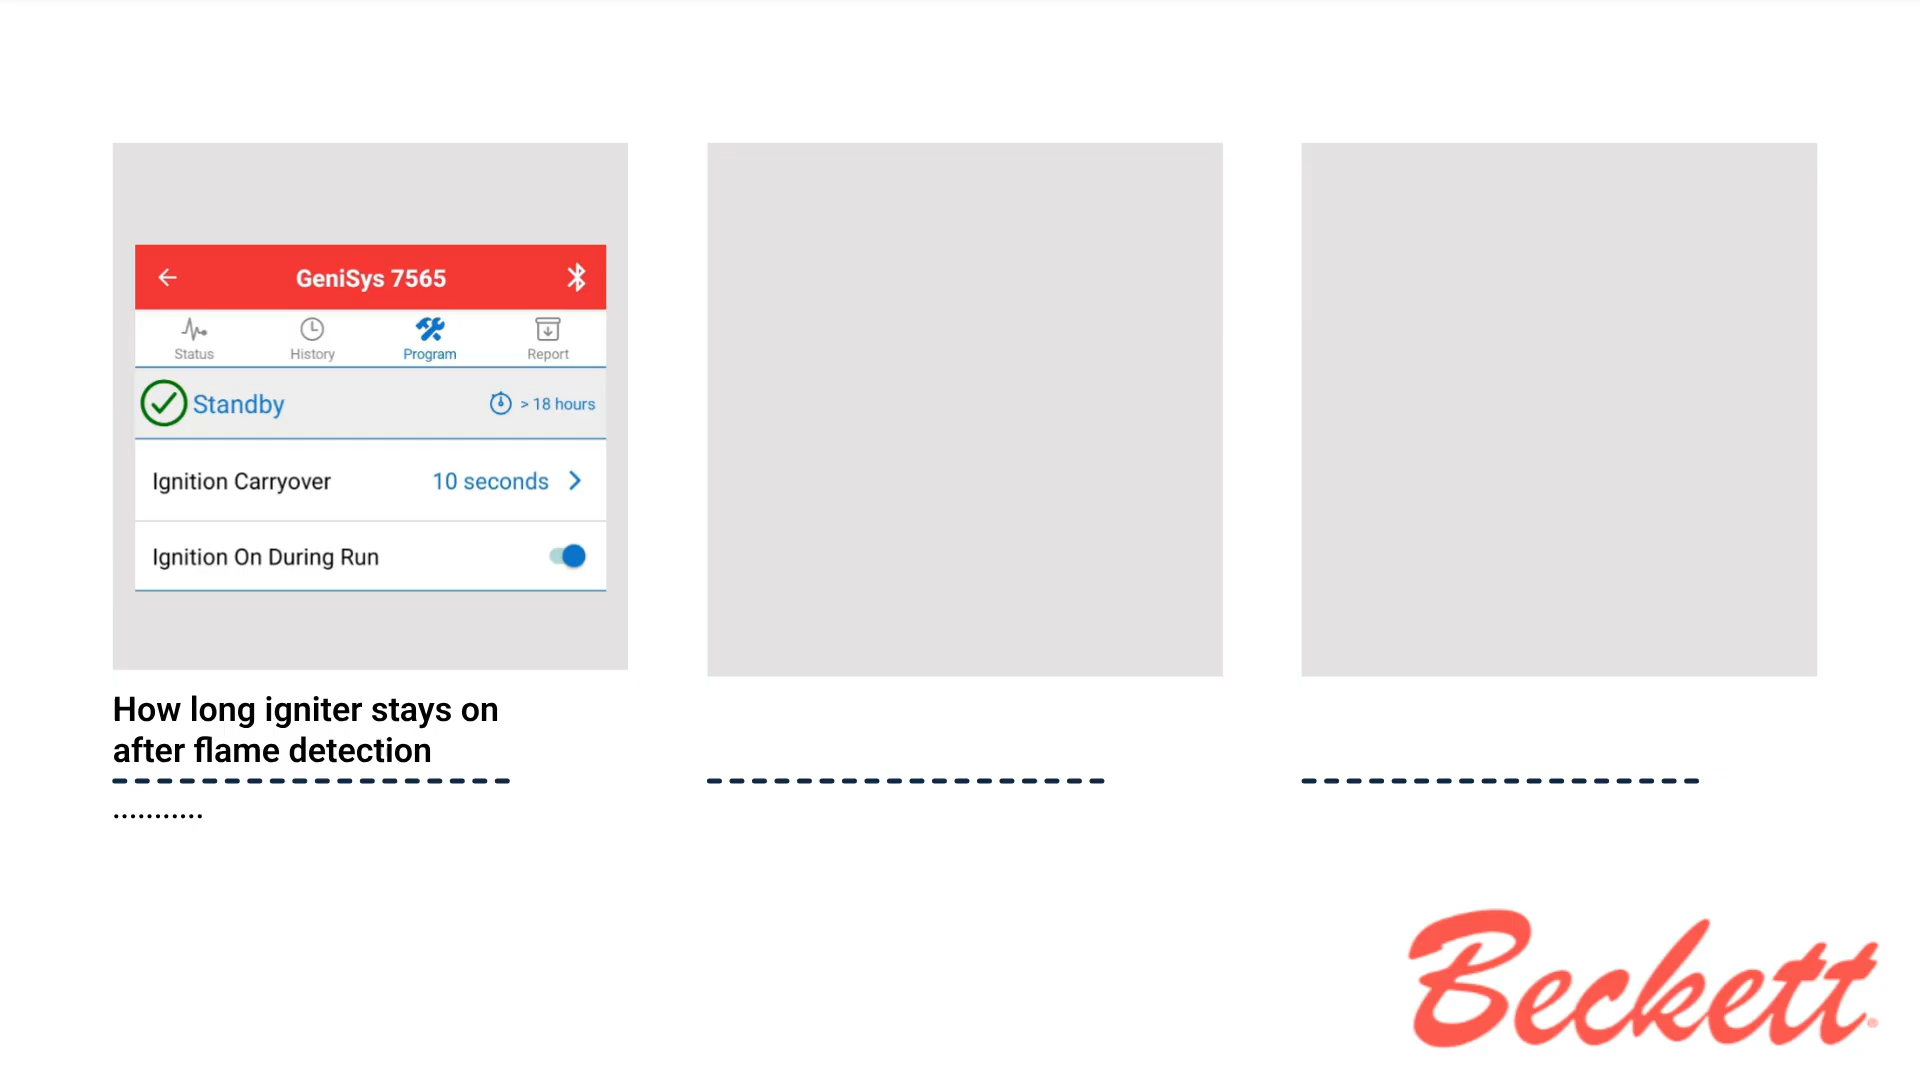 GeniSys 7565
Status History Program Report
Standby > 18 hours
Ignition Carryover 10 seconds
Ignition On During Run
How long igniter stays on
after flame detection
...........
Beckett®